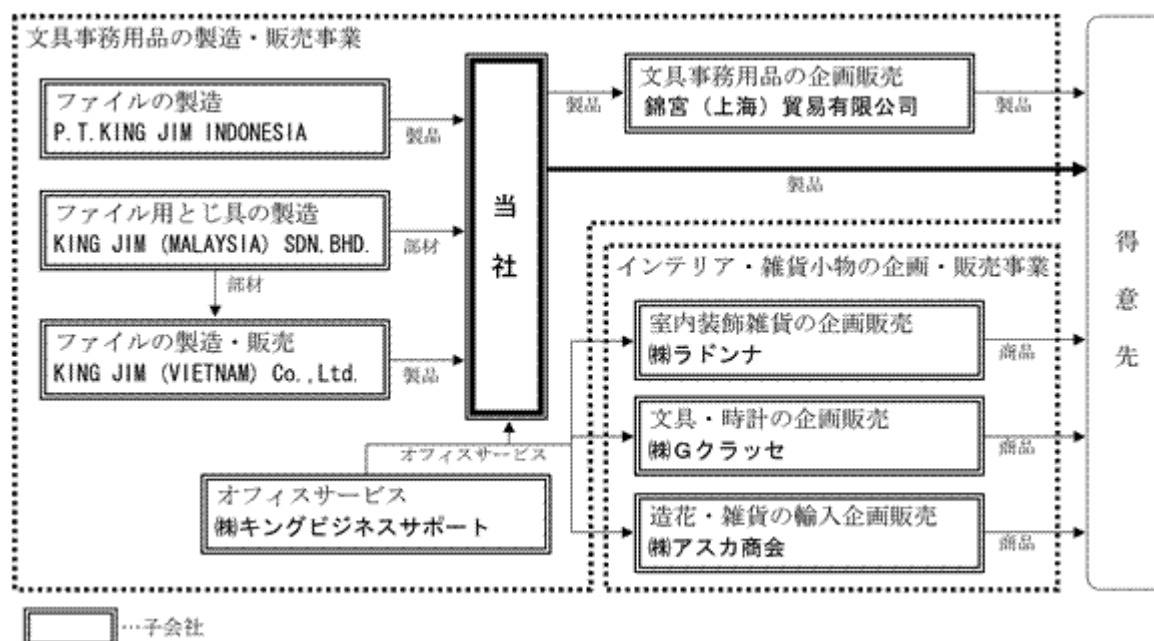 文具事務用品の製造・販売事業
ファイルの製造
P.T.KING JIM INDONESIA
製品
ファイル用とじ具の製造
KING JIM (MALAYSIA) SDN.BHD.
部材
部材
ファイルの製造・販売
KING JIM (VIETNAM) Co.,Ltd.
製品
当社
オフィスサービス
オフィスサービス
㈱キングビジネスサポート
製品
文具事務用品の企画販売
錦宮（上海）貿易有限公司
製品
製品
インテリア・雑貨小物の企画・販売事業
室内装飾雑貨の企画販売
㈱ラドンナ
商品
文具・時計の企画販売
㈱Gクラッセ
商品
造花・雑貨の輸入企画販売
㈱アスカ商会
商品
得意先
…子会社